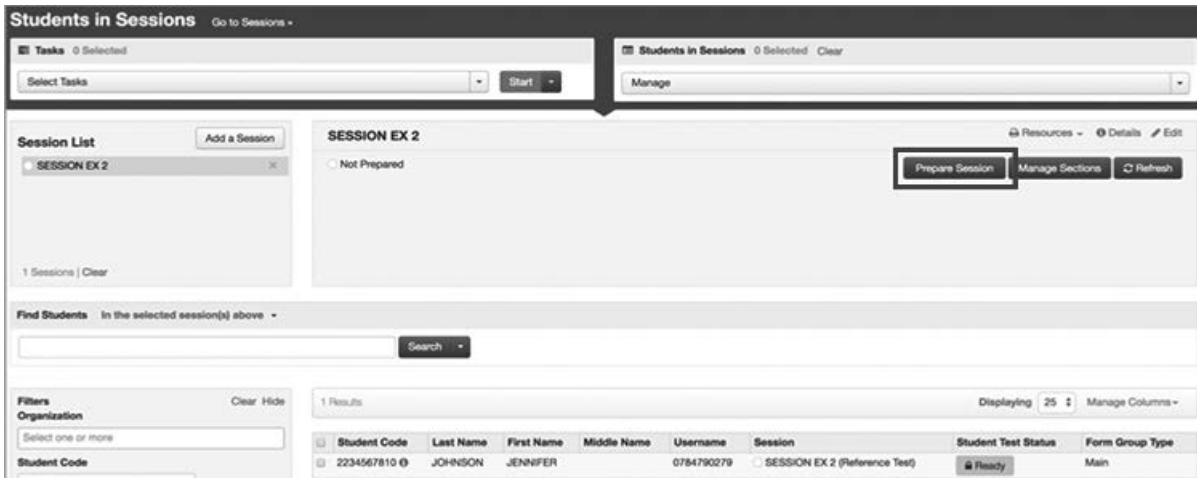 Students in Sessions Go to Sessions
Tasks 0 Selected
Students in Sessions 0 Selected Clear
Select Tasks
Start
Manage
Session List
Add a Session
SESSION EX 2
1 Sessions | Clear
SESSION EX 2
Resources Details Edit
Not Prepared
Prepare Session Manage Sections Refresh
Find Students In the selected session(s) above
Search
Filters Clear Hide
Organization
Select one or more
Student Code
1 Results Displaying 25 Manage Columns
Student Code Last Name First Name Middle Name Username Session Student Test Status Form Group Type
2234567810 JOHNSON JENNIFER 0784790279 SESSION EX 2 (Reference Test) Ready Main